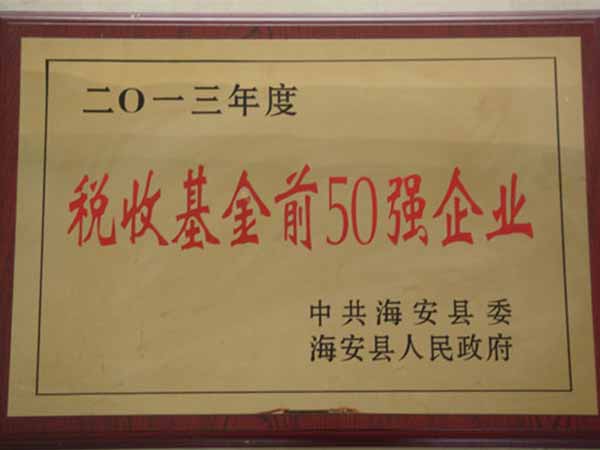 二〇一三年度
税收基金前50强企业
中共海安县委
海安县人民政府